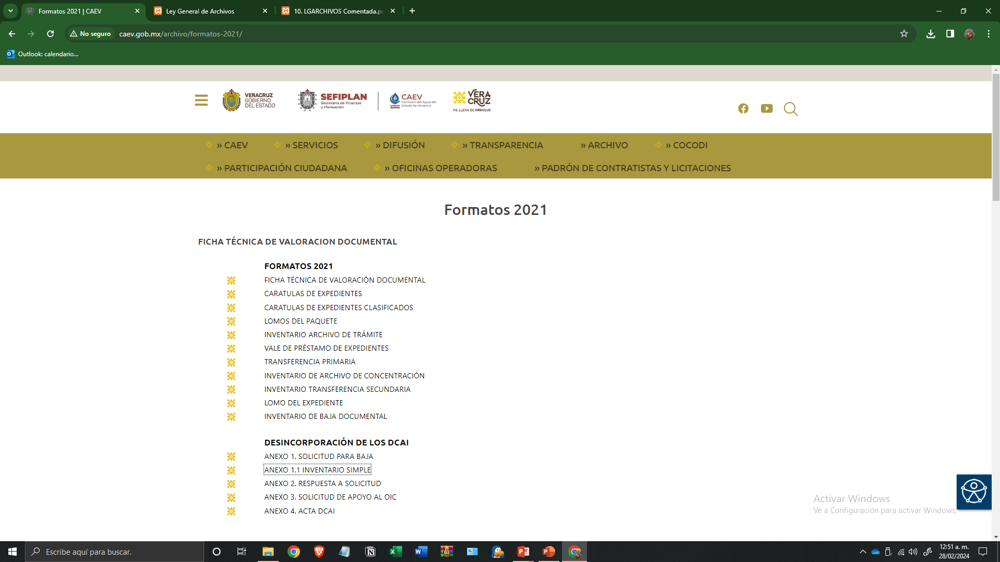 Formatos 2021 | CAEV
Ley General de Archivos
10. LGARCHIVOS Comentada.pd
No seguro
caev.gob.mx/archivo/formatos-2021/
Outlook: calendario...
VERACRUZ
GOBIERNO
DEL ESTADO
SEFIPLAN
Secretaría de Finanzas
y Planeación
CAEV
Comisión del Agua del
Estado de Veracruz
Juntos
VERA
CRUZ
ME LLENA DE ORGULLO
» CAEV
» SERVICIOS
» DIFUSIÓN
» TRANSPARENCIA
» ARCHIVO
» COCODI
» PARTICIPACIÓN CIUDADANA
» OFICINAS OPERADORAS
» PADRÓN DE CONTRATISTAS Y LICITACIONES
Formatos 2021
FICHA TÉCNICA DE VALORACION DOCUMENTAL
FORMATOS 2021
FICHA TÉCNICA DE VALORACIÓN DOCUMENTAL
CARATULAS DE EXPEDIENTES
CARATULAS DE EXPEDIENTES CLASIFICADOS
LOMOS DEL PAQUETE
INVENTARIO ARCHIVO DE TRÁMITE
VALE DE PRÉSTAMO DE EXPEDIENTES
TRANSFERENCIA PRIMARIA
INVENTARIO DE ARCHIVO DE CONCENTRACIÓN
INVENTARIO TRANSFERENCIA SECUNDARIA
LOMO DEL EXPEDIENTE
INVENTARIO DE BAJA DOCUMENTAL
DESINCORPORACIÓN DE LOS DCAI
ANEXO 1. SOLICITUD PARA BAJA
ANEXO 1.1 INVENTARIO SIMPLE
ANEXO 2. RESPUESTA A SOLICITUD
ANEXO 3. SOLICITUD DE APOYO AL OIC
ANEXO 4. ACTA DCAI
Activar Windows
Ve a Configuración para activar Windows.
Escribe aquí para buscar.
12:51 a. m.
28/02/2024